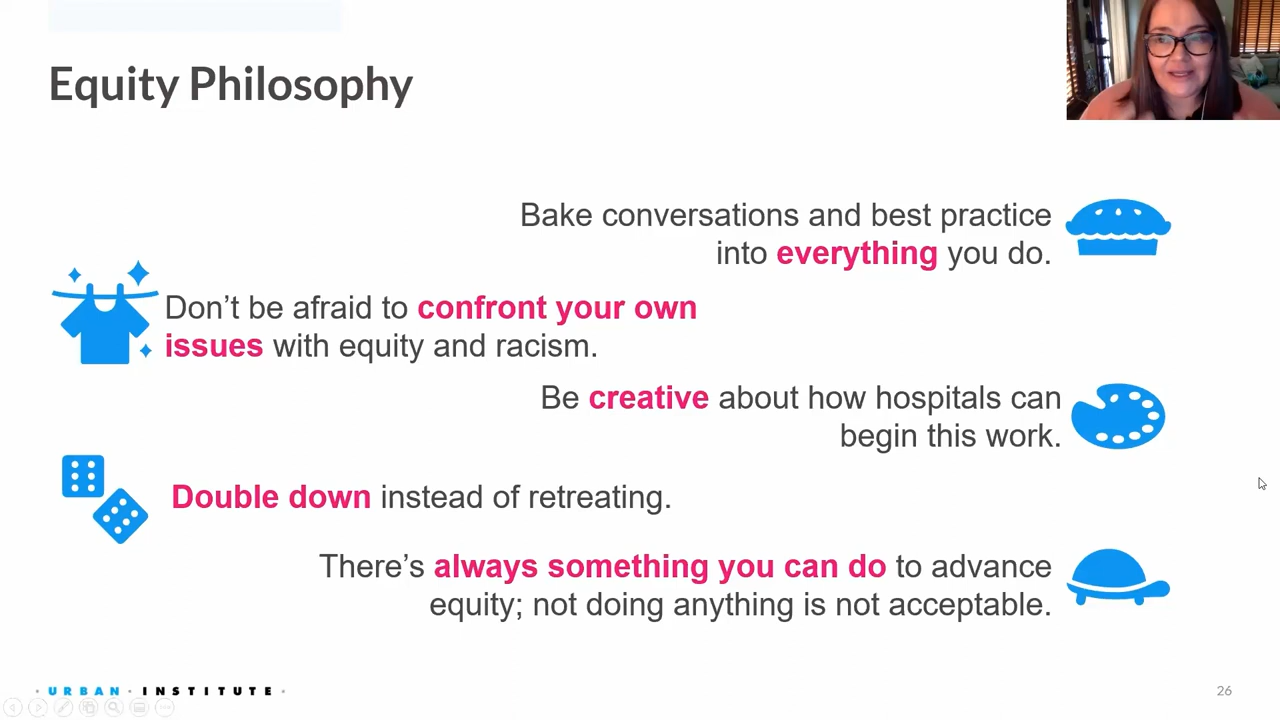 Equity Philosophy
Bake conversations and best practice
into everything you do.
Don’t be afraid to confront your own
issues with equity and racism.
Be creative about how hospitals can
begin this work.
Double down instead of retreating.
There’s always something you can do to advance
equity; not doing anything is not acceptable.
· URBAN · INSTITUTE ·
26